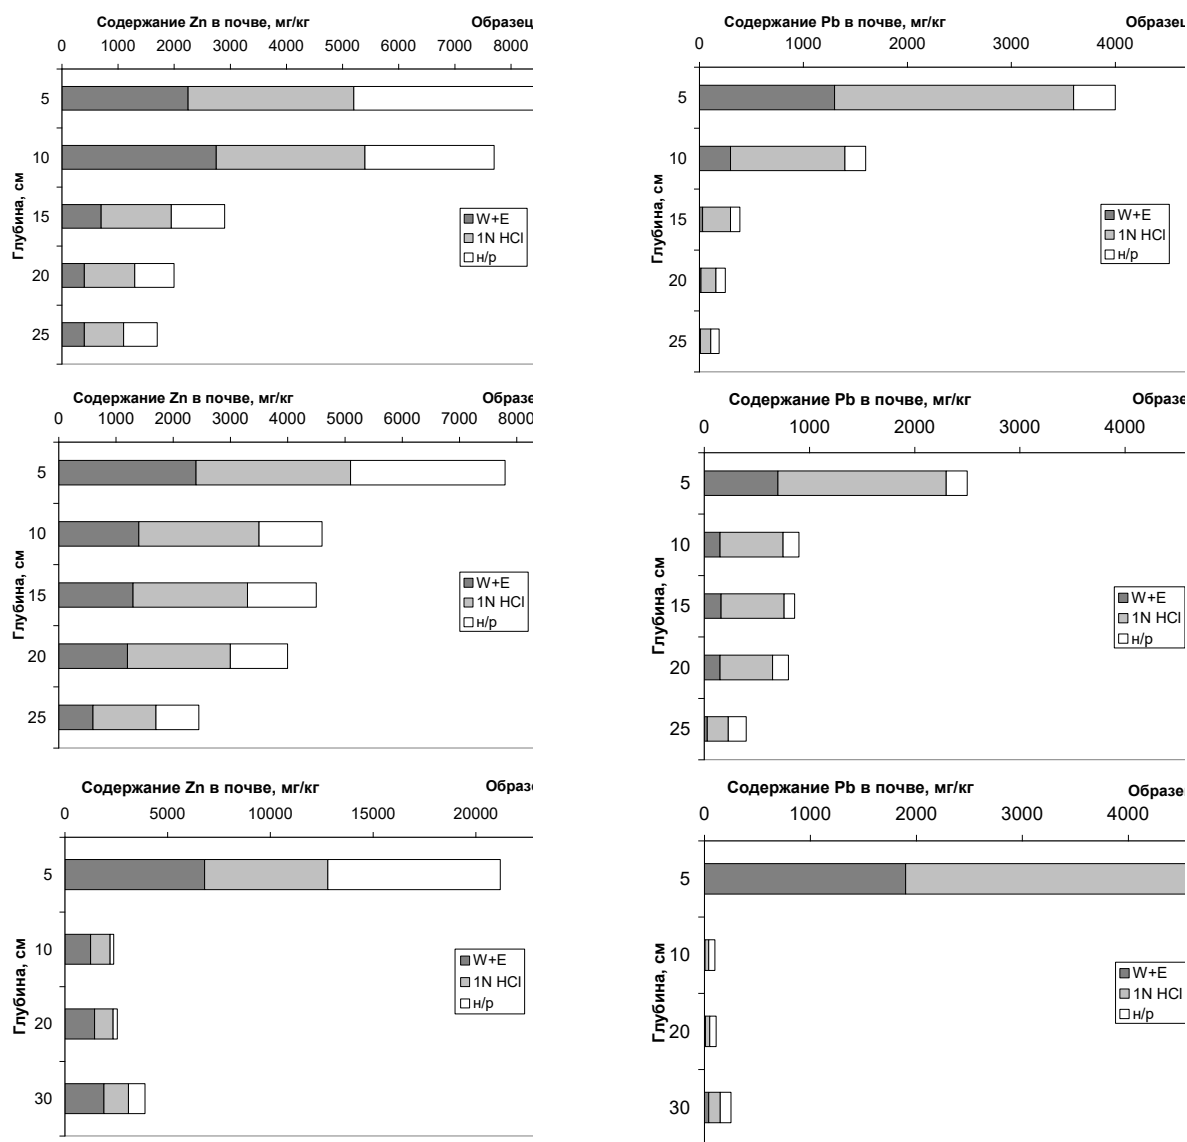 Содержание Zn в почве, мг/кг Образец
0 1000 2000 3000 4000 5000 6000 7000 8000
Глубина, см
5
10
15
20
25
W+E
1N HCl
н/р
Содержание Pb в почве, мг/кг Образец
0 1000 2000 3000 4000
Глубина, см
5
10
15
20
25
W+E
1N HCl
н/р
Содержание Zn в почве, мг/кг Образе
0 1000 2000 3000 4000 5000 6000 7000 8000
Глубина, см
5
10
15
20
25
W+E
1N HCl
н/р
Содержание Pb в почве, мг/кг Образе
0 1000 2000 3000 4000
Глубина, см
5
10
15
20
25
W+E
1N HCl
н/р
Содержание Zn в почве, мг/кг Образе
0 5000 10000 15000 20000
Глубина, см
5
10
20
30
W+E
1N HCl
н/р
Содержание Pb в почве, мг/кг Образец
0 1000 2000 3000 4000
Глубина, см
5
10
20
30
W+E
1N HCl
н/р